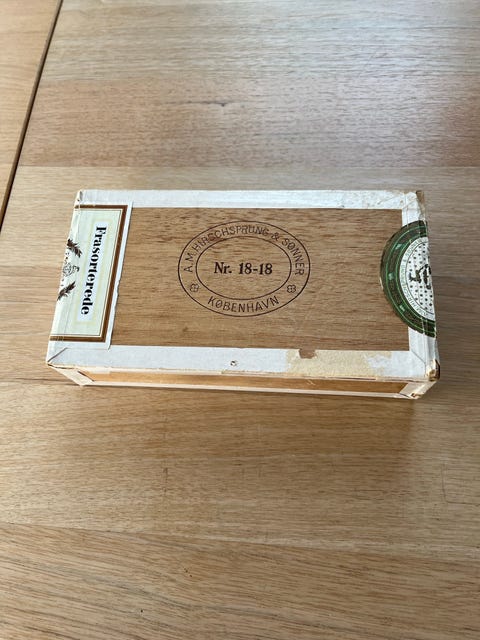 A.M. HIRSCHSPRUNG & SØNNER
Nr. 18-18
KØBENHAVN
Frasorterede